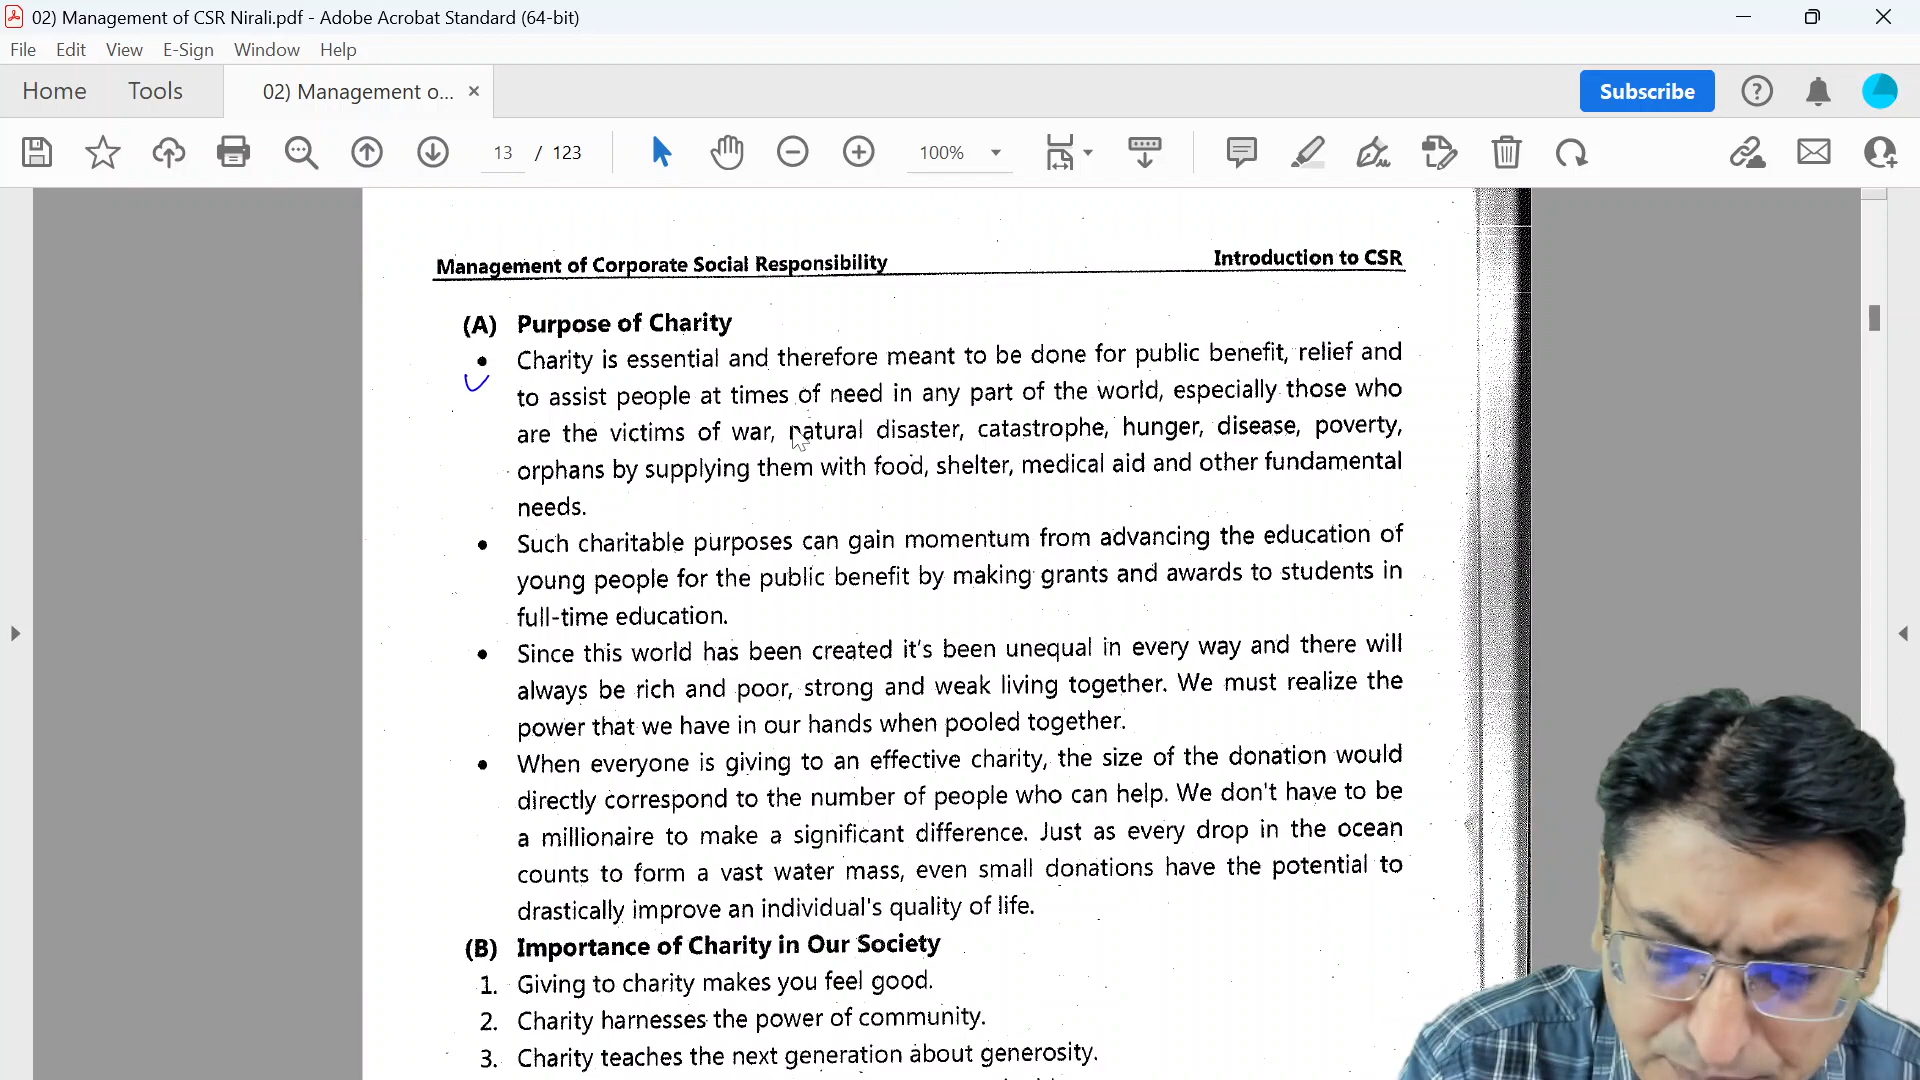 02) Management of CSR Nirali.pdf - Adobe Acrobat Standard (64-bit)
File Edit View E-Sign Window Help
Home Tools 02) Management o... × Subscribe
13 / 123 100%
Management of Corporate Social Responsibility Introduction to CSR
(A) Purpose of Charity
• Charity is essential and therefore meant to be done for public benefit, relief and
to assist people at times of need in any part of the world, especially those who
are the victims of war, natural disaster, catastrophe, hunger, disease, poverty,
orphans by supplying them with food, shelter, medical aid and other fundamental
needs.
• Such charitable purposes can gain momentum from advancing the education of
young people for the public benefit by making grants and awards to students in
full-time education.
• Since this world has been created it's been unequal in every way and there will
always be rich and poor, strong and weak living together. We must realize the
power that we have in our hands when pooled together.
• When everyone is giving to an effective charity, the size of the donation would
directly correspond to the number of people who can help. We don't have to be
a millionaire to make a significant difference. Just as every drop in the ocean
counts to form a vast water mass, even small donations have the potential to
drastically improve an individual's quality of life.
(B) Importance of Charity in Our Society
1. Giving to charity makes you feel good.
2. Charity harnesses the power of community.
3. Charity teaches the next generation about generosity.